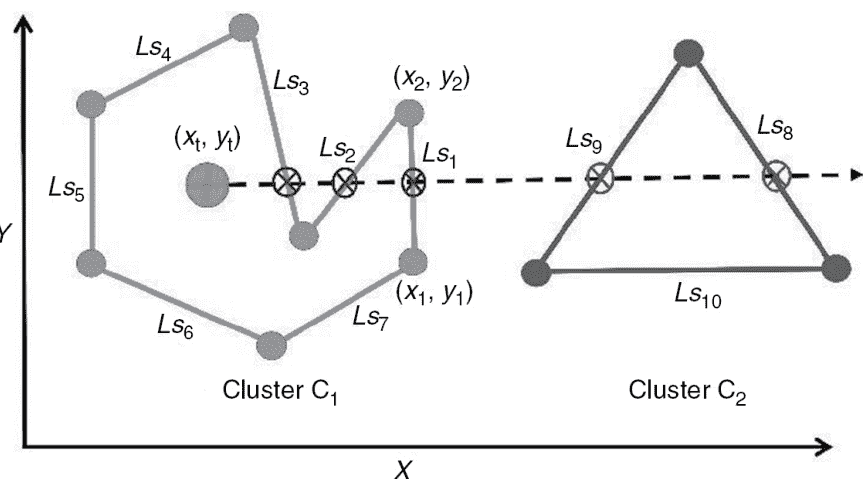 Ls4
Ls3
(x2, y2)
(xt, yt)
Ls2
Ls1
Ls9
Ls8
Ls5
Y
(x1, y1)
Ls10
Ls6
Ls7
Cluster C1
Cluster C2
X